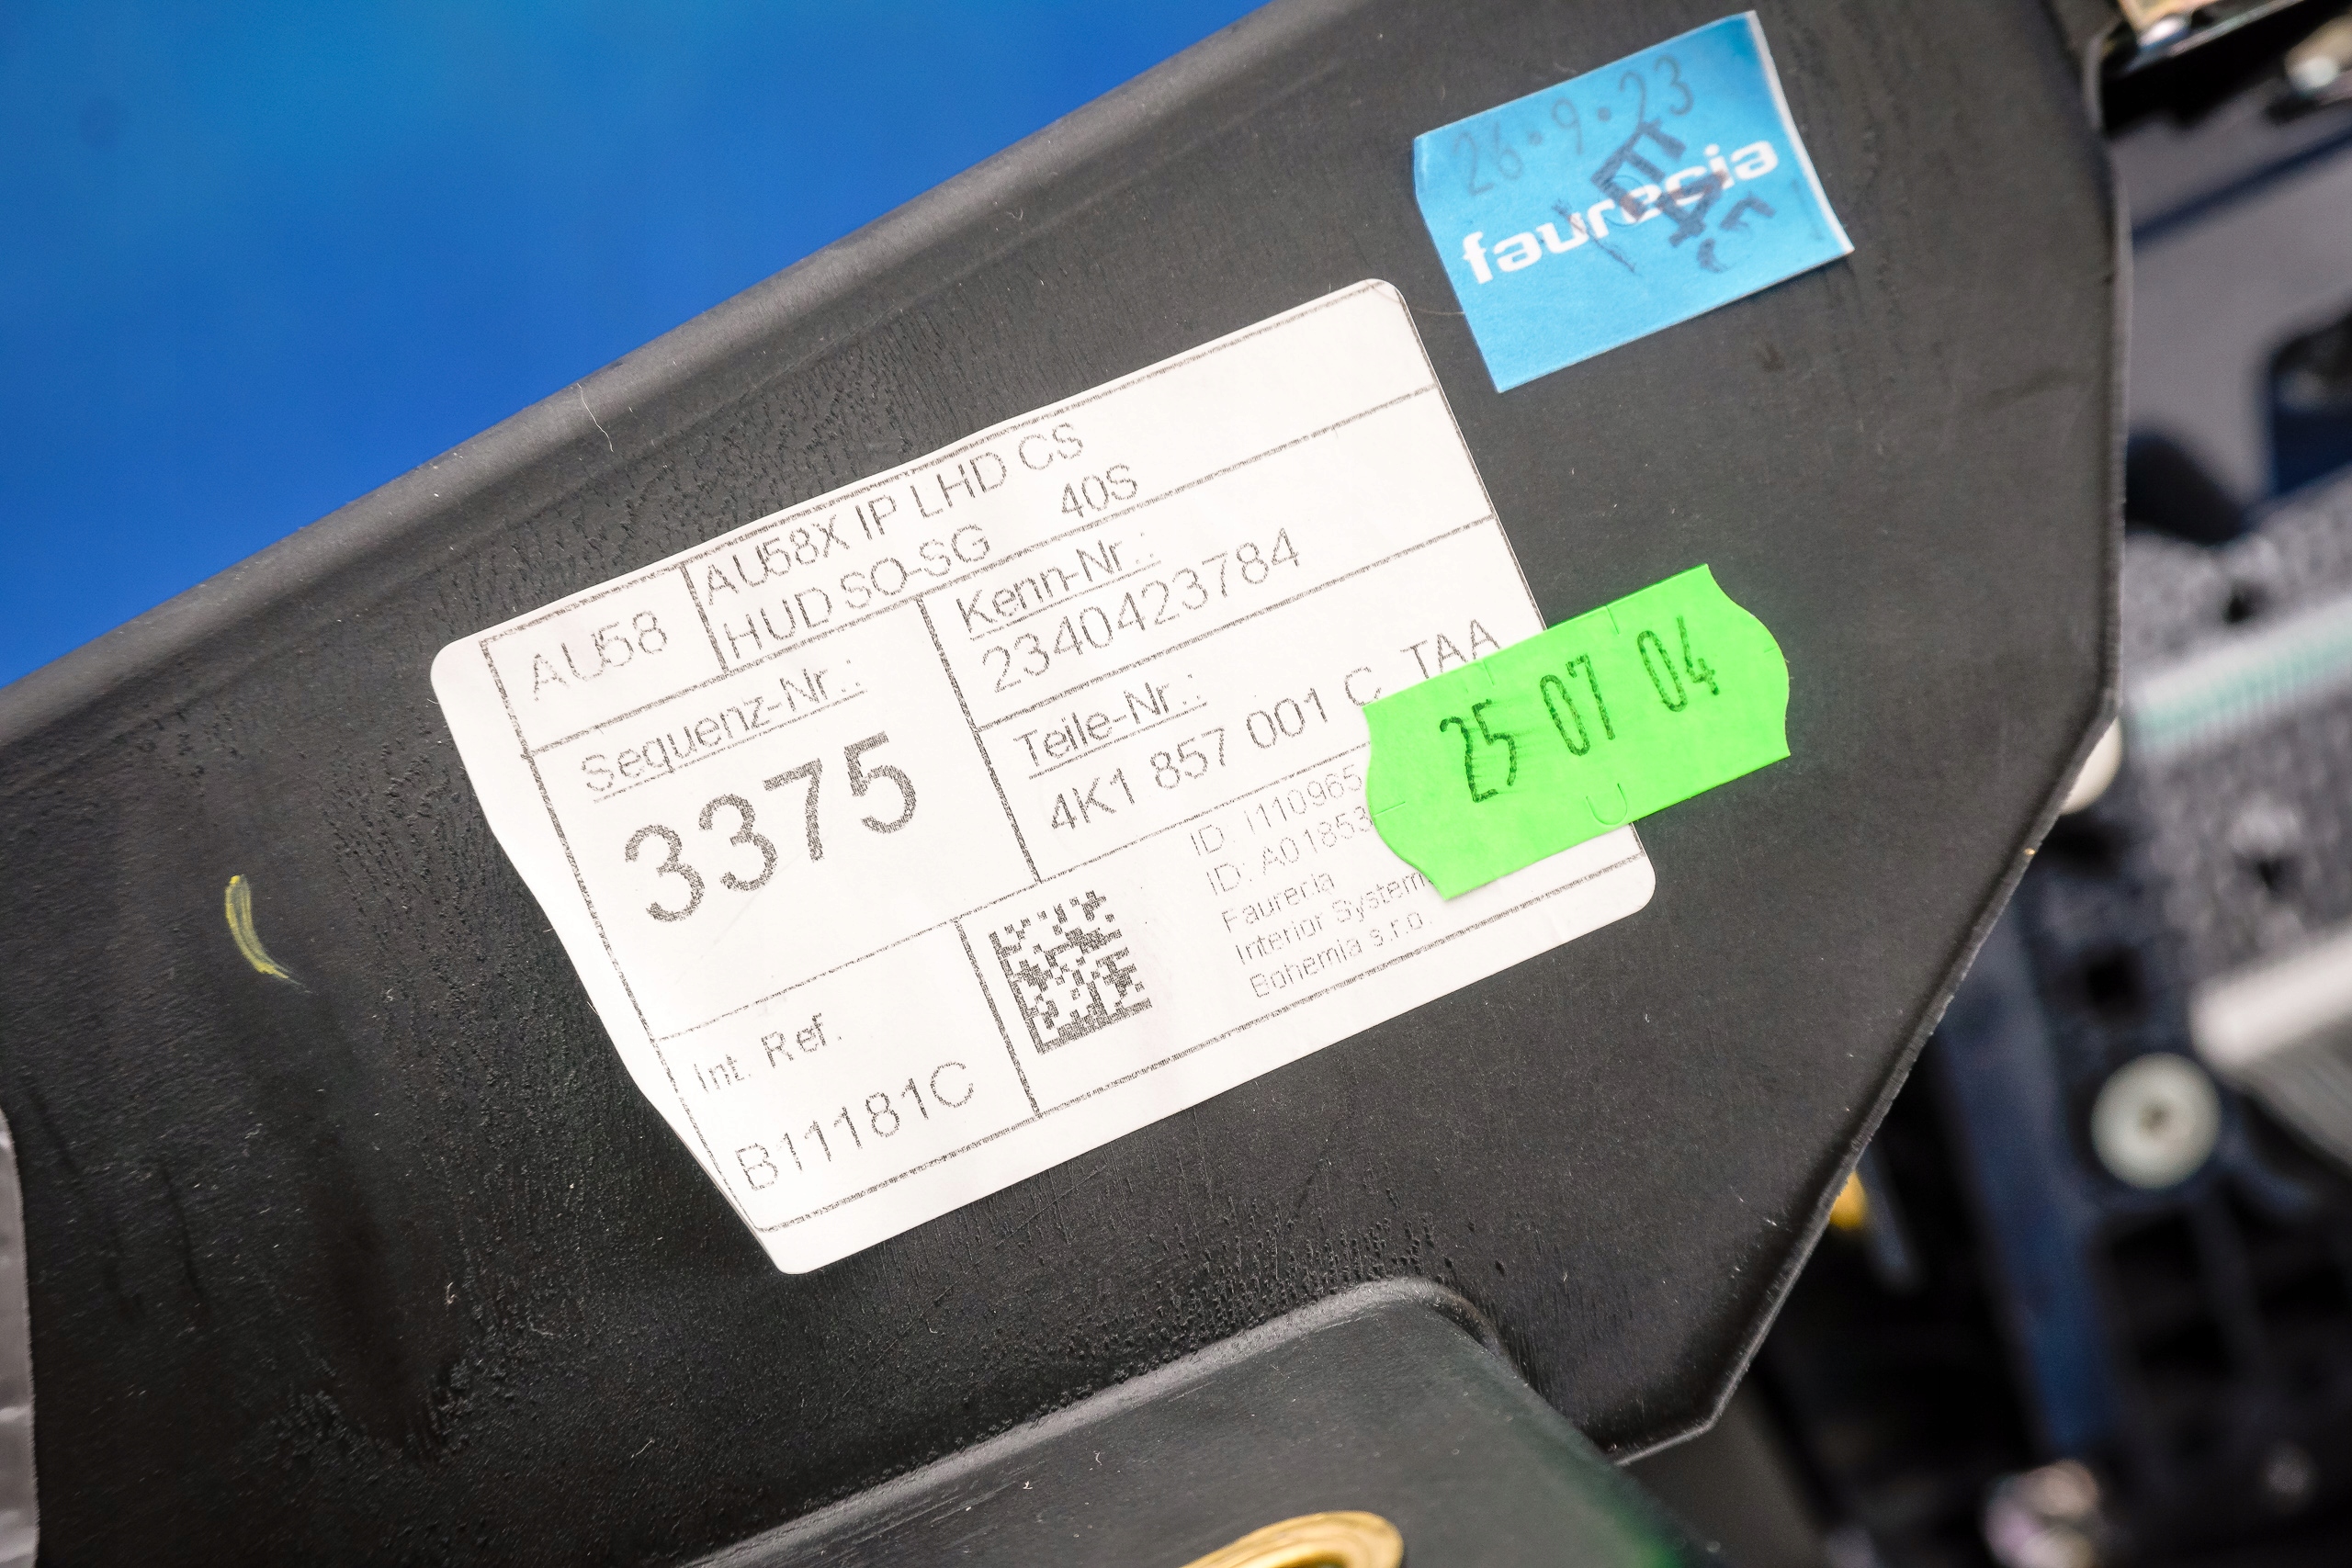 26.9.23
faurecia
AU58
AU58X IP LHD CS
HUD SO-SG 40S
Sequenz-Nr.:
3375
Kenn-Nr.:
2340423784
Teile-Nr.:
4K1 857 001 C TAA
25 07 04
ID: I110965
ID: A01853
Faurecia
Interior System
Bohemia s.r.o.
Int. Ref.
B11181C